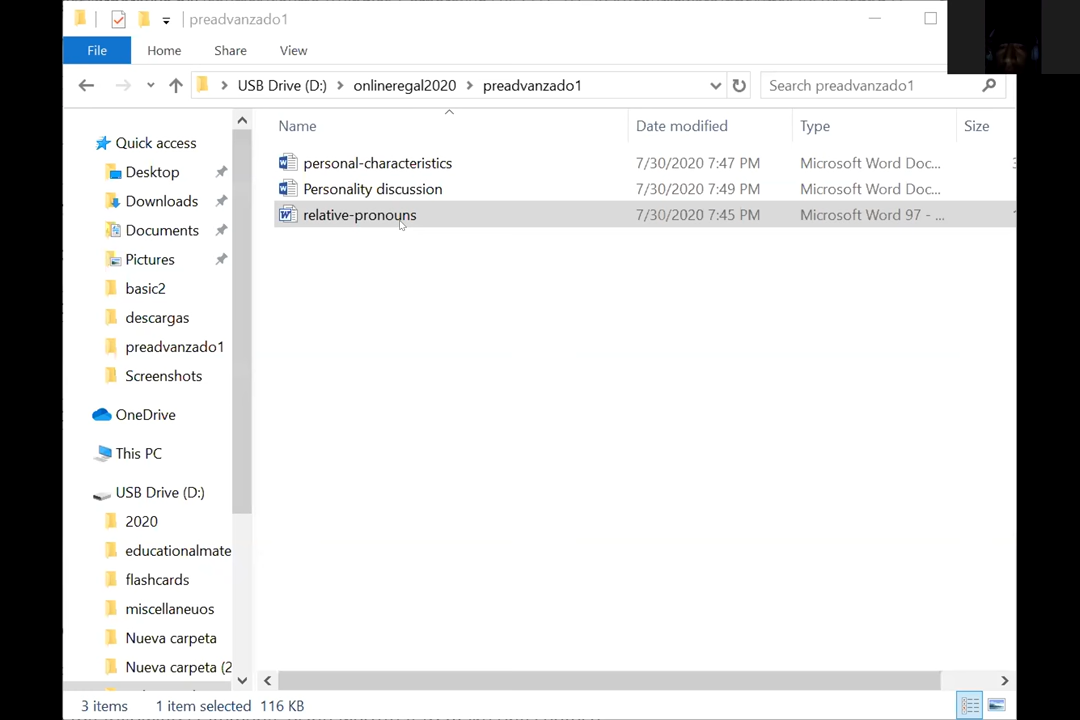 preadvanzado1
File Home Share View
USB Drive (D:) onlineregal2020 preadvanzado1 Search preadvanzado1
Name Date modified Type Size
Quick access
Desktop
Downloads
Documents
Pictures
basic2
descargas
preadvanzado1
Screenshots
OneDrive
This PC
USB Drive (D:)
2020
educationalmate
flashcards
miscellaneuos
Nueva carpeta
Nueva carpeta (2
personal-characteristics 7/30/2020 7:47 PM Microsoft Word Doc...
Personality discussion 7/30/2020 7:49 PM Microsoft Word Doc...
relative-pronouns 7/30/2020 7:45 PM Microsoft Word 97 - ...
3 items 1 item selected 116 KB